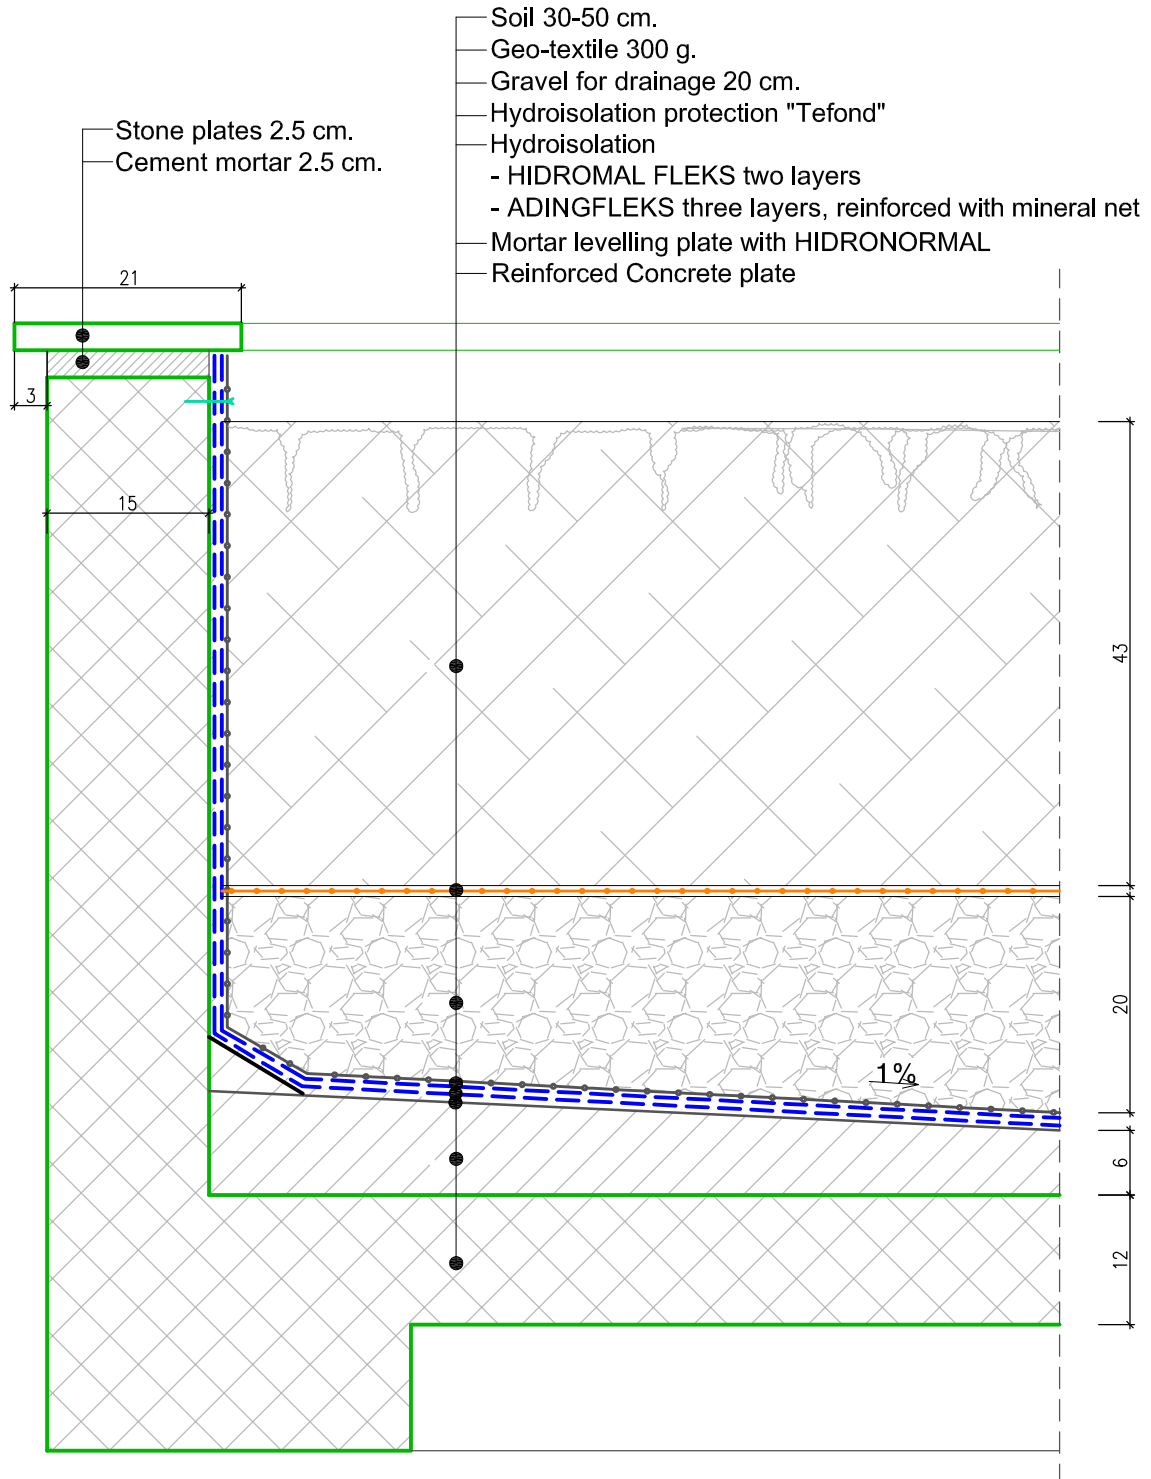 Soil 30-50 cm.
Geo-textile 300 g.
Gravel for drainage 20 cm.
Hydroisolation protection "Tefond"
Hydroisolation
- HIDROMAL FLEKS two layers
- ADINGFLEKS three layers, reinforced with mineral net
Mortar levelling plate with HIDRONORMAL
Reinforced Concrete plate
Stone plates 2.5 cm.
Cement mortar 2.5 cm.
21
3
15
43
20
1%
6
12